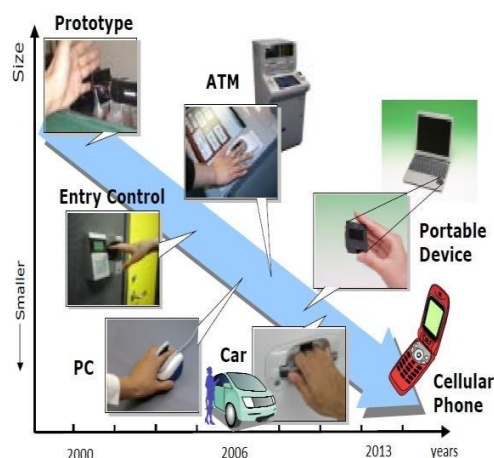 Prototype
Size
ATM
Entry Control
Portable
Device
Smaller
PC
Car
Cellular
Phone
2000
2006
2013
years